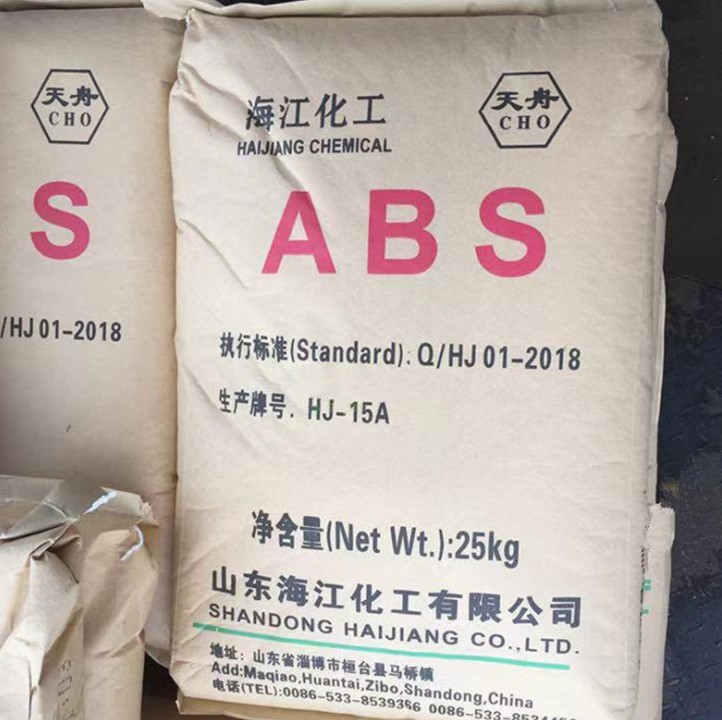 天舟
CHO
S
/HJ 01-2018
海江化工
HAIJIANG CHEMICAL
天舟
CHO
ABS
执行标准(Standard): Q/HJ 01-2018
生产牌号. HJ-15A
净含量(Net Wt.):25kg
山东海江化工有限公司
SHANDONG HAIJIANG CO.,LTD.
地址: 山东省淄博市桓台县马桥镇
Add:Maqiao,Huantai,Zibo,Shandong,China
电话(TEL):0086-533-8539366 0086-533-